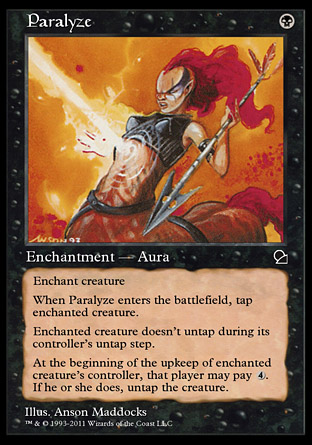 Paralyze
Enchantment — Aura
Enchant creature
When Paralyze enters the battlefield, tap
enchanted creature.
Enchanted creature doesn't untap during its
controller's untap step.
At the beginning of the upkeep of enchanted
creature's controller, that player may pay 4.
If he or she does, untap the creature.
Illus. Anson Maddocks
™ & © 1993-2011 Wizards of the Coast LLC